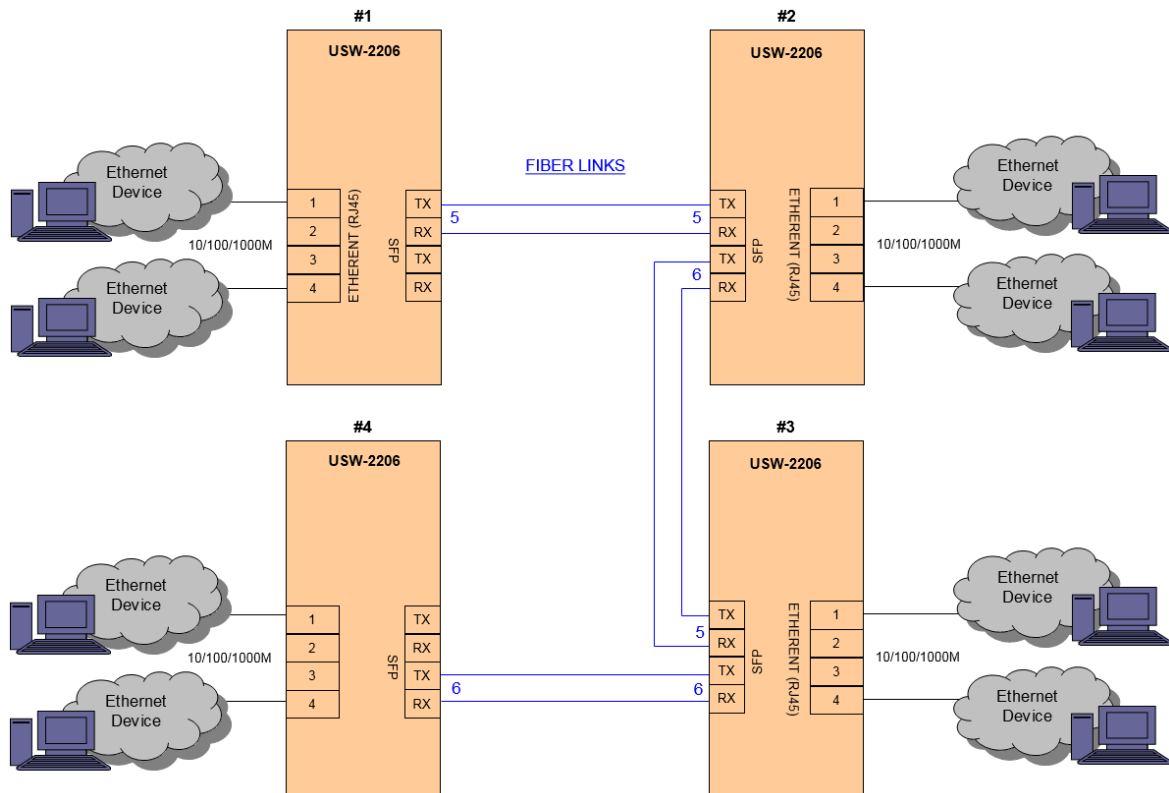 #1
USW-2206
#2
USW-2206
FIBER LINKS
Ethernet
Device
10/100/1000M
Ethernet
Device
1
2
3
4
ETHERENT (RJ45)
SFP
TX
RX
TX
RX
5
5
6
TX
RX
TX
RX
SFP
ETHERENT (RJ45)
1
2
3
4
Ethernet
Device
10/100/1000M
Ethernet
Device
#4
USW-2206
#3
USW-2206
Ethernet
Device
10/100/1000M
Ethernet
Device
1
2
3
4
SFP
TX
RX
TX
RX
6
5
6
TX
RX
TX
RX
SFP
ETHERENT (RJ45)
1
2
3
4
Ethernet
Device
10/100/1000M
Ethernet
Device